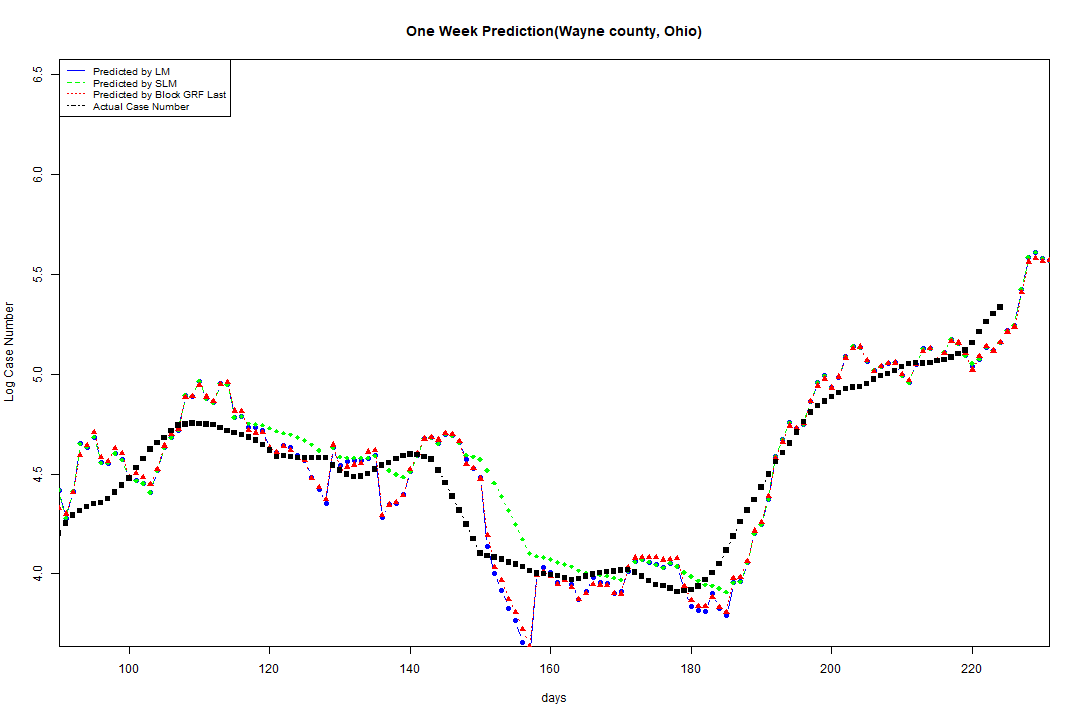 One Week Prediction(Wayne county, Ohio)
Predicted by LM
Predicted by SLM
Predicted by Block GRF Last
Actual Case Number
6.5
6.0
5.5
5.0
4.5
4.0
Log Case Number
100 120 140 160 180 200 220
days